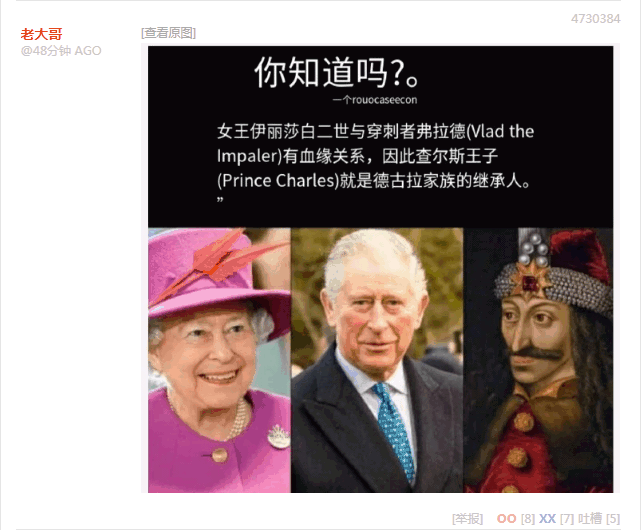 4730384
老大哥
@48分钟 AGO
[查看原图]
你知道吗?。
一个rouocaseecon
女王伊丽莎白二世与穿刺者弗拉德(Vlad the
Impaler)有血缘关系，因此查尔斯王子
(Prince Charles)就是德古拉家族的继承人。
”
[举报] OO [8] XX [7] 吐槽 [5]